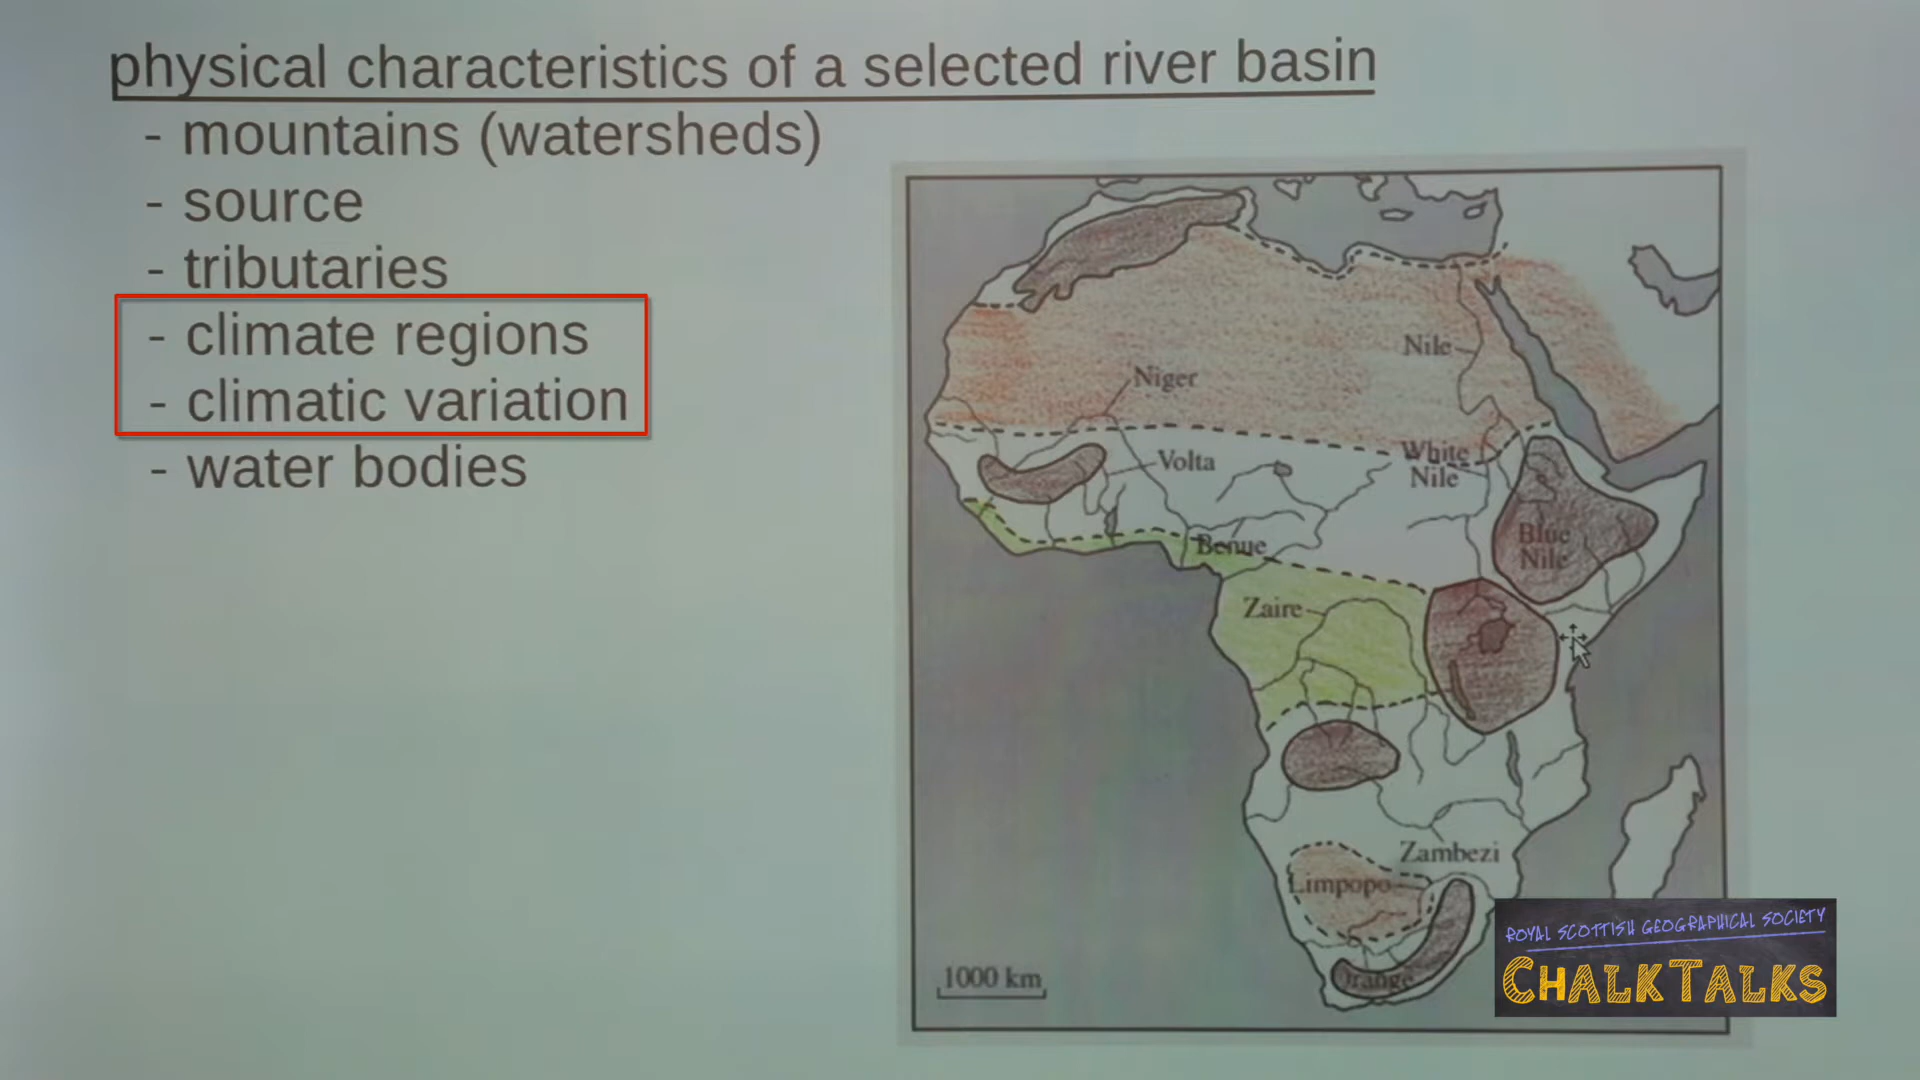 physical characteristics of a selected river basin
- mountains (watersheds)
- source
- tributaries
- climate regions
- climatic variation
- water bodies
Nile
Niger
White
Nile
Volta
Blue
Nile
Benue
Zaire
Zambezi
Limpopo
Orange
1000 km
ROYAL SCOTTISH GEOGRAPHICAL SOCIETY
CHALKTALKS